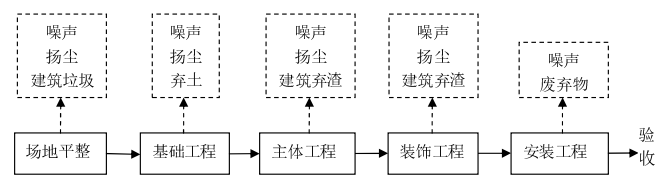 噪声
扬尘
建筑垃圾
噪声
扬尘
弃土
噪声
扬尘
建筑弃渣
噪声
扬尘
建筑弃渣
噪声
废弃物
场地平整
基础工程
主体工程
装饰工程
安装工程
验
收